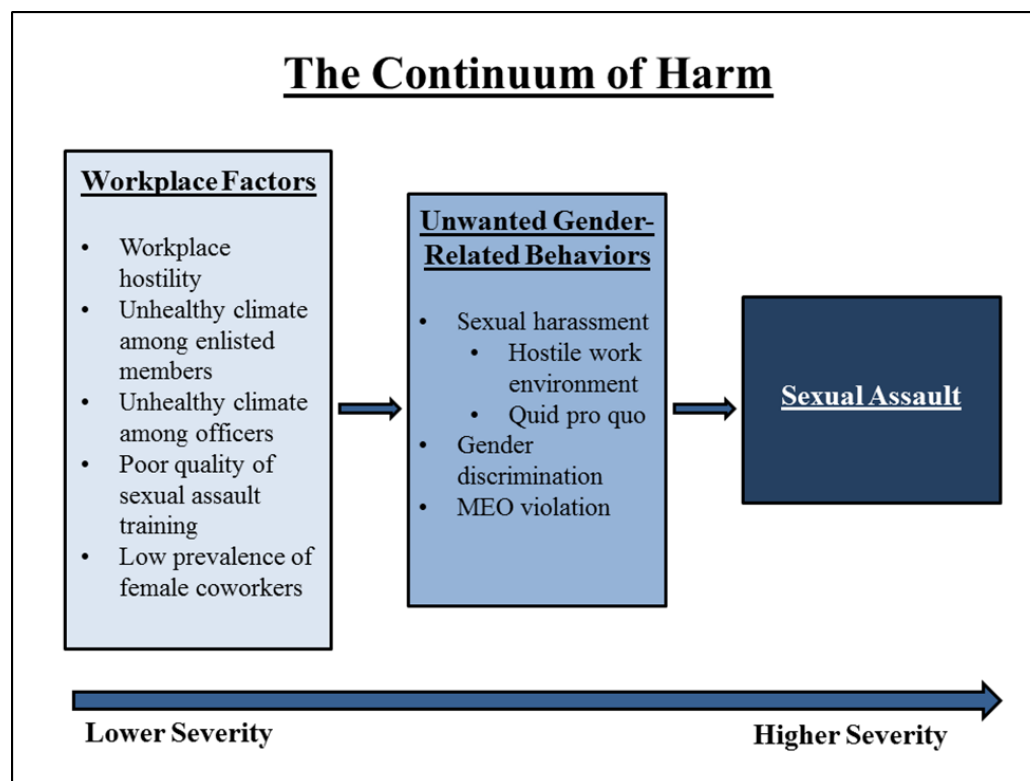 The Continuum of Harm
Workplace Factors
• Workplace
hostility
• Unhealthy climate
among enlisted
members
• Unhealthy climate
among officers
• Poor quality of
sexual assault
training
• Low prevalence of
female coworkers
Unwanted Gender-
Related Behaviors
• Sexual harassment
• Hostile work
environment
• Quid pro quo
• Gender
discrimination
• MEO violation
Sexual Assault
Lower Severity
Higher Severity